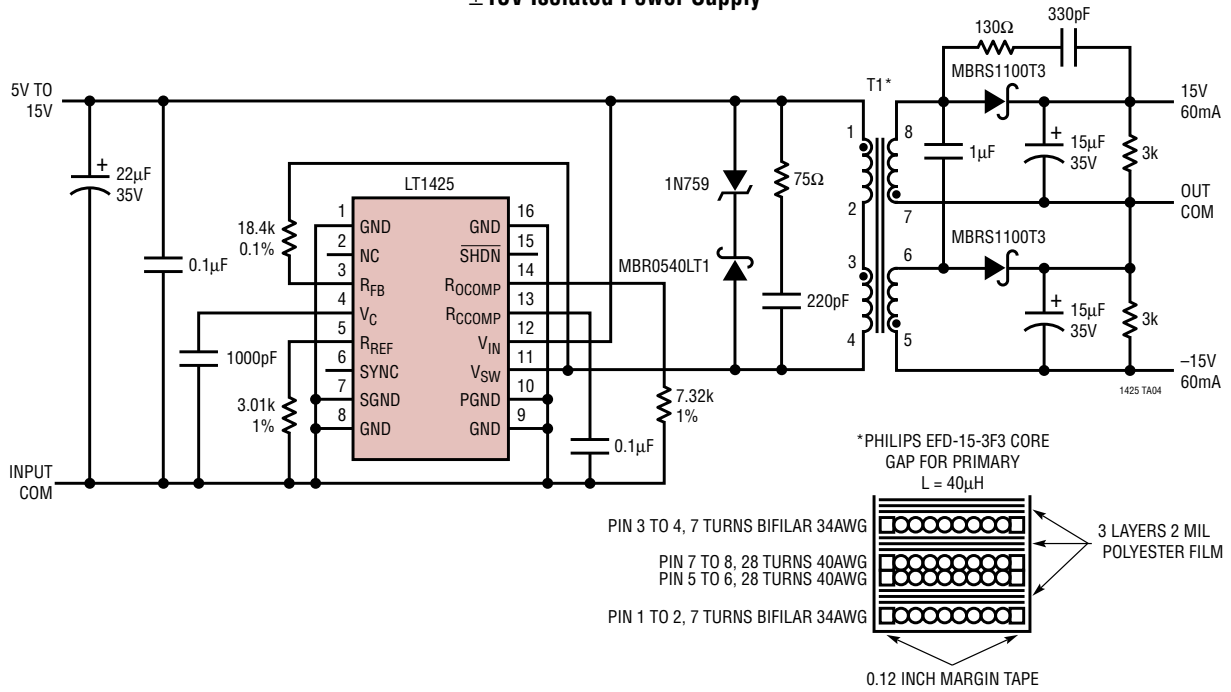 ±15V Isolated Power Supply
130Ω
330pF
MBRS1100T3
T1*
5V TO
15V
15V
60mA
1
8
+
22µF
35V
LT1425
1N759
75Ω
1µF
+
15µF
35V
3k
18.4k
0.1%
0.1µF
1
GND
16
GND
2
NC
15
SHDN
3
RFB
14
ROCOMP
4
VC
13
RCCOMP
5
RREF
12
VIN
6
SYNC
11
VSW
7
SGND
10
PGND
8
GND
9
GND
2
7
OUT
COM
MBRS1100T3
3
6
MBR0540LT1
220pF
+
15µF
35V
3k
4
5
1000pF
3.01k
1%
7.32k
1%
0.1µF
–15V
60mA
1425 TA04
INPUT
COM
*PHILIPS EFD-15-3F3 CORE
GAP FOR PRIMARY
L = 40µH
PIN 3 TO 4, 7 TURNS BIFILAR 34AWG
3 LAYERS 2 MIL
POLYESTER FILM
PIN 7 TO 8, 28 TURNS 40AWG
PIN 5 TO 6, 28 TURNS 40AWG
PIN 1 TO 2, 7 TURNS BIFILAR 34AWG
0.12 INCH MARGIN TAPE